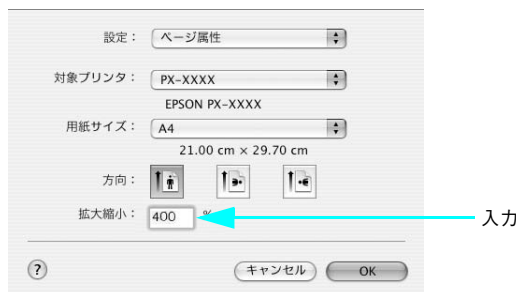 設定： ページ属性
対象プリンタ： PX-XXXX
EPSON PX-XXXX
用紙サイズ： A4
21.00 cm × 29.70 cm
方向：
拡大縮小： 400 % 入力
? キャンセル OK